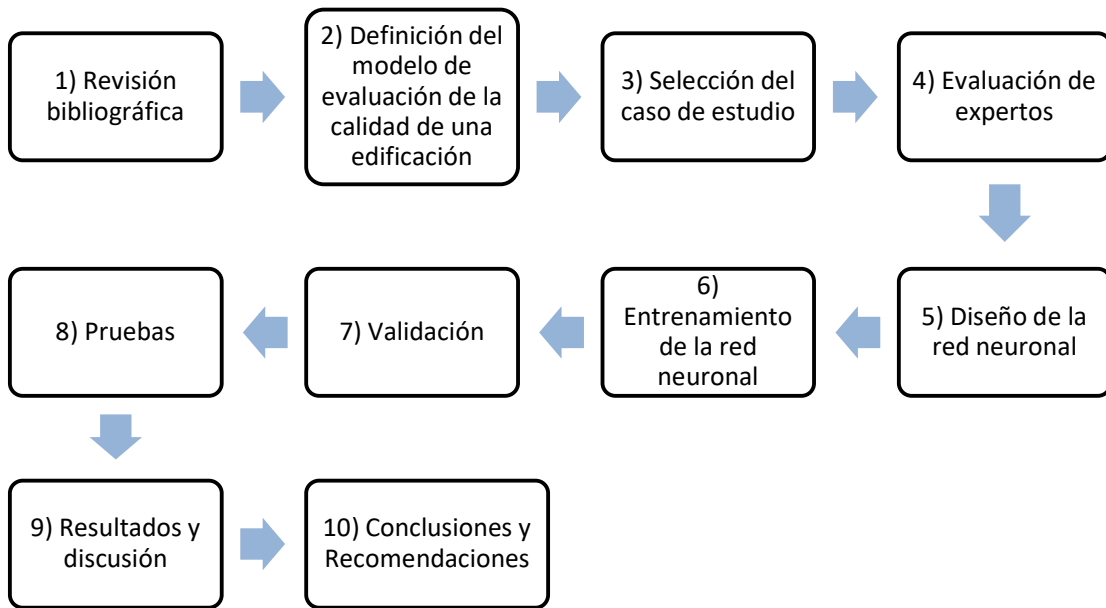 1) Revisión
bibliográfica
2) Definición del
modelo de
evaluación de la
calidad de una
edificación
3) Selección del
caso de estudio
4) Evaluación de
expertos
5) Diseño de la
red neuronal
6)
Entrenamiento
de la red
neuronal
7) Validación
8) Pruebas
9) Resultados y
discusión
10) Conclusiones y
Recomendaciones